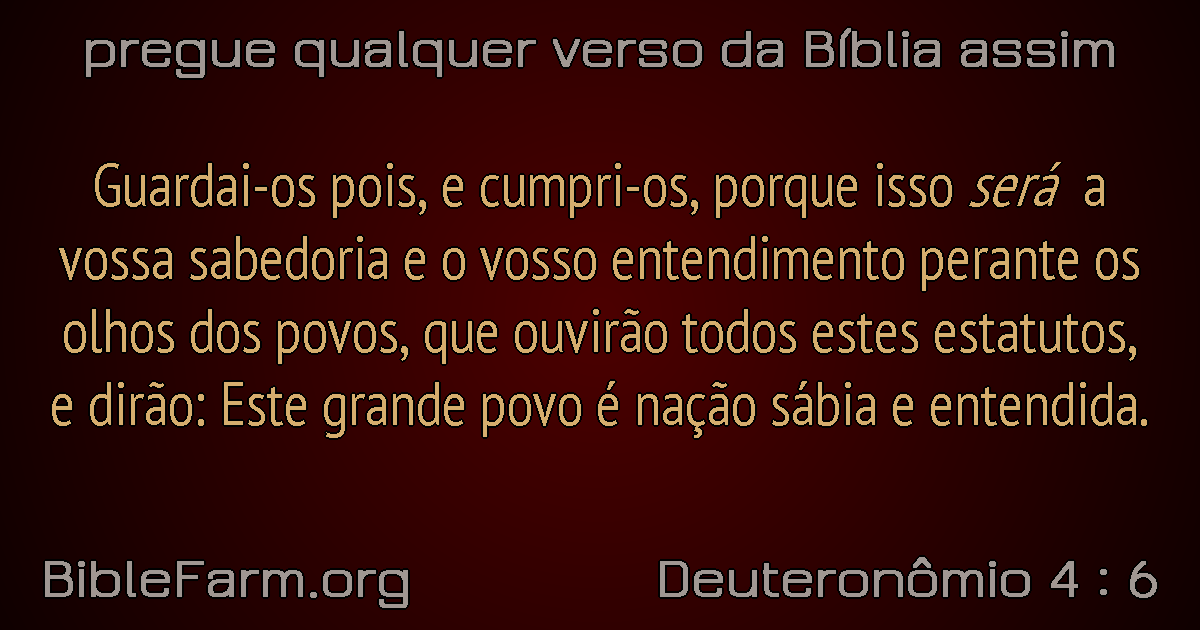 pregue qualquer verso da Bíblia assim
Guardai-os pois, e cumpri-os, porque isso será a
vossa sabedoria e o vosso entendimento perante os
olhos dos povos, que ouvirão todos estes estatutos,
e dirão: Este grande povo é nação sábia e entendida.
BibleFarm.org
Deuteronômio 4 : 6